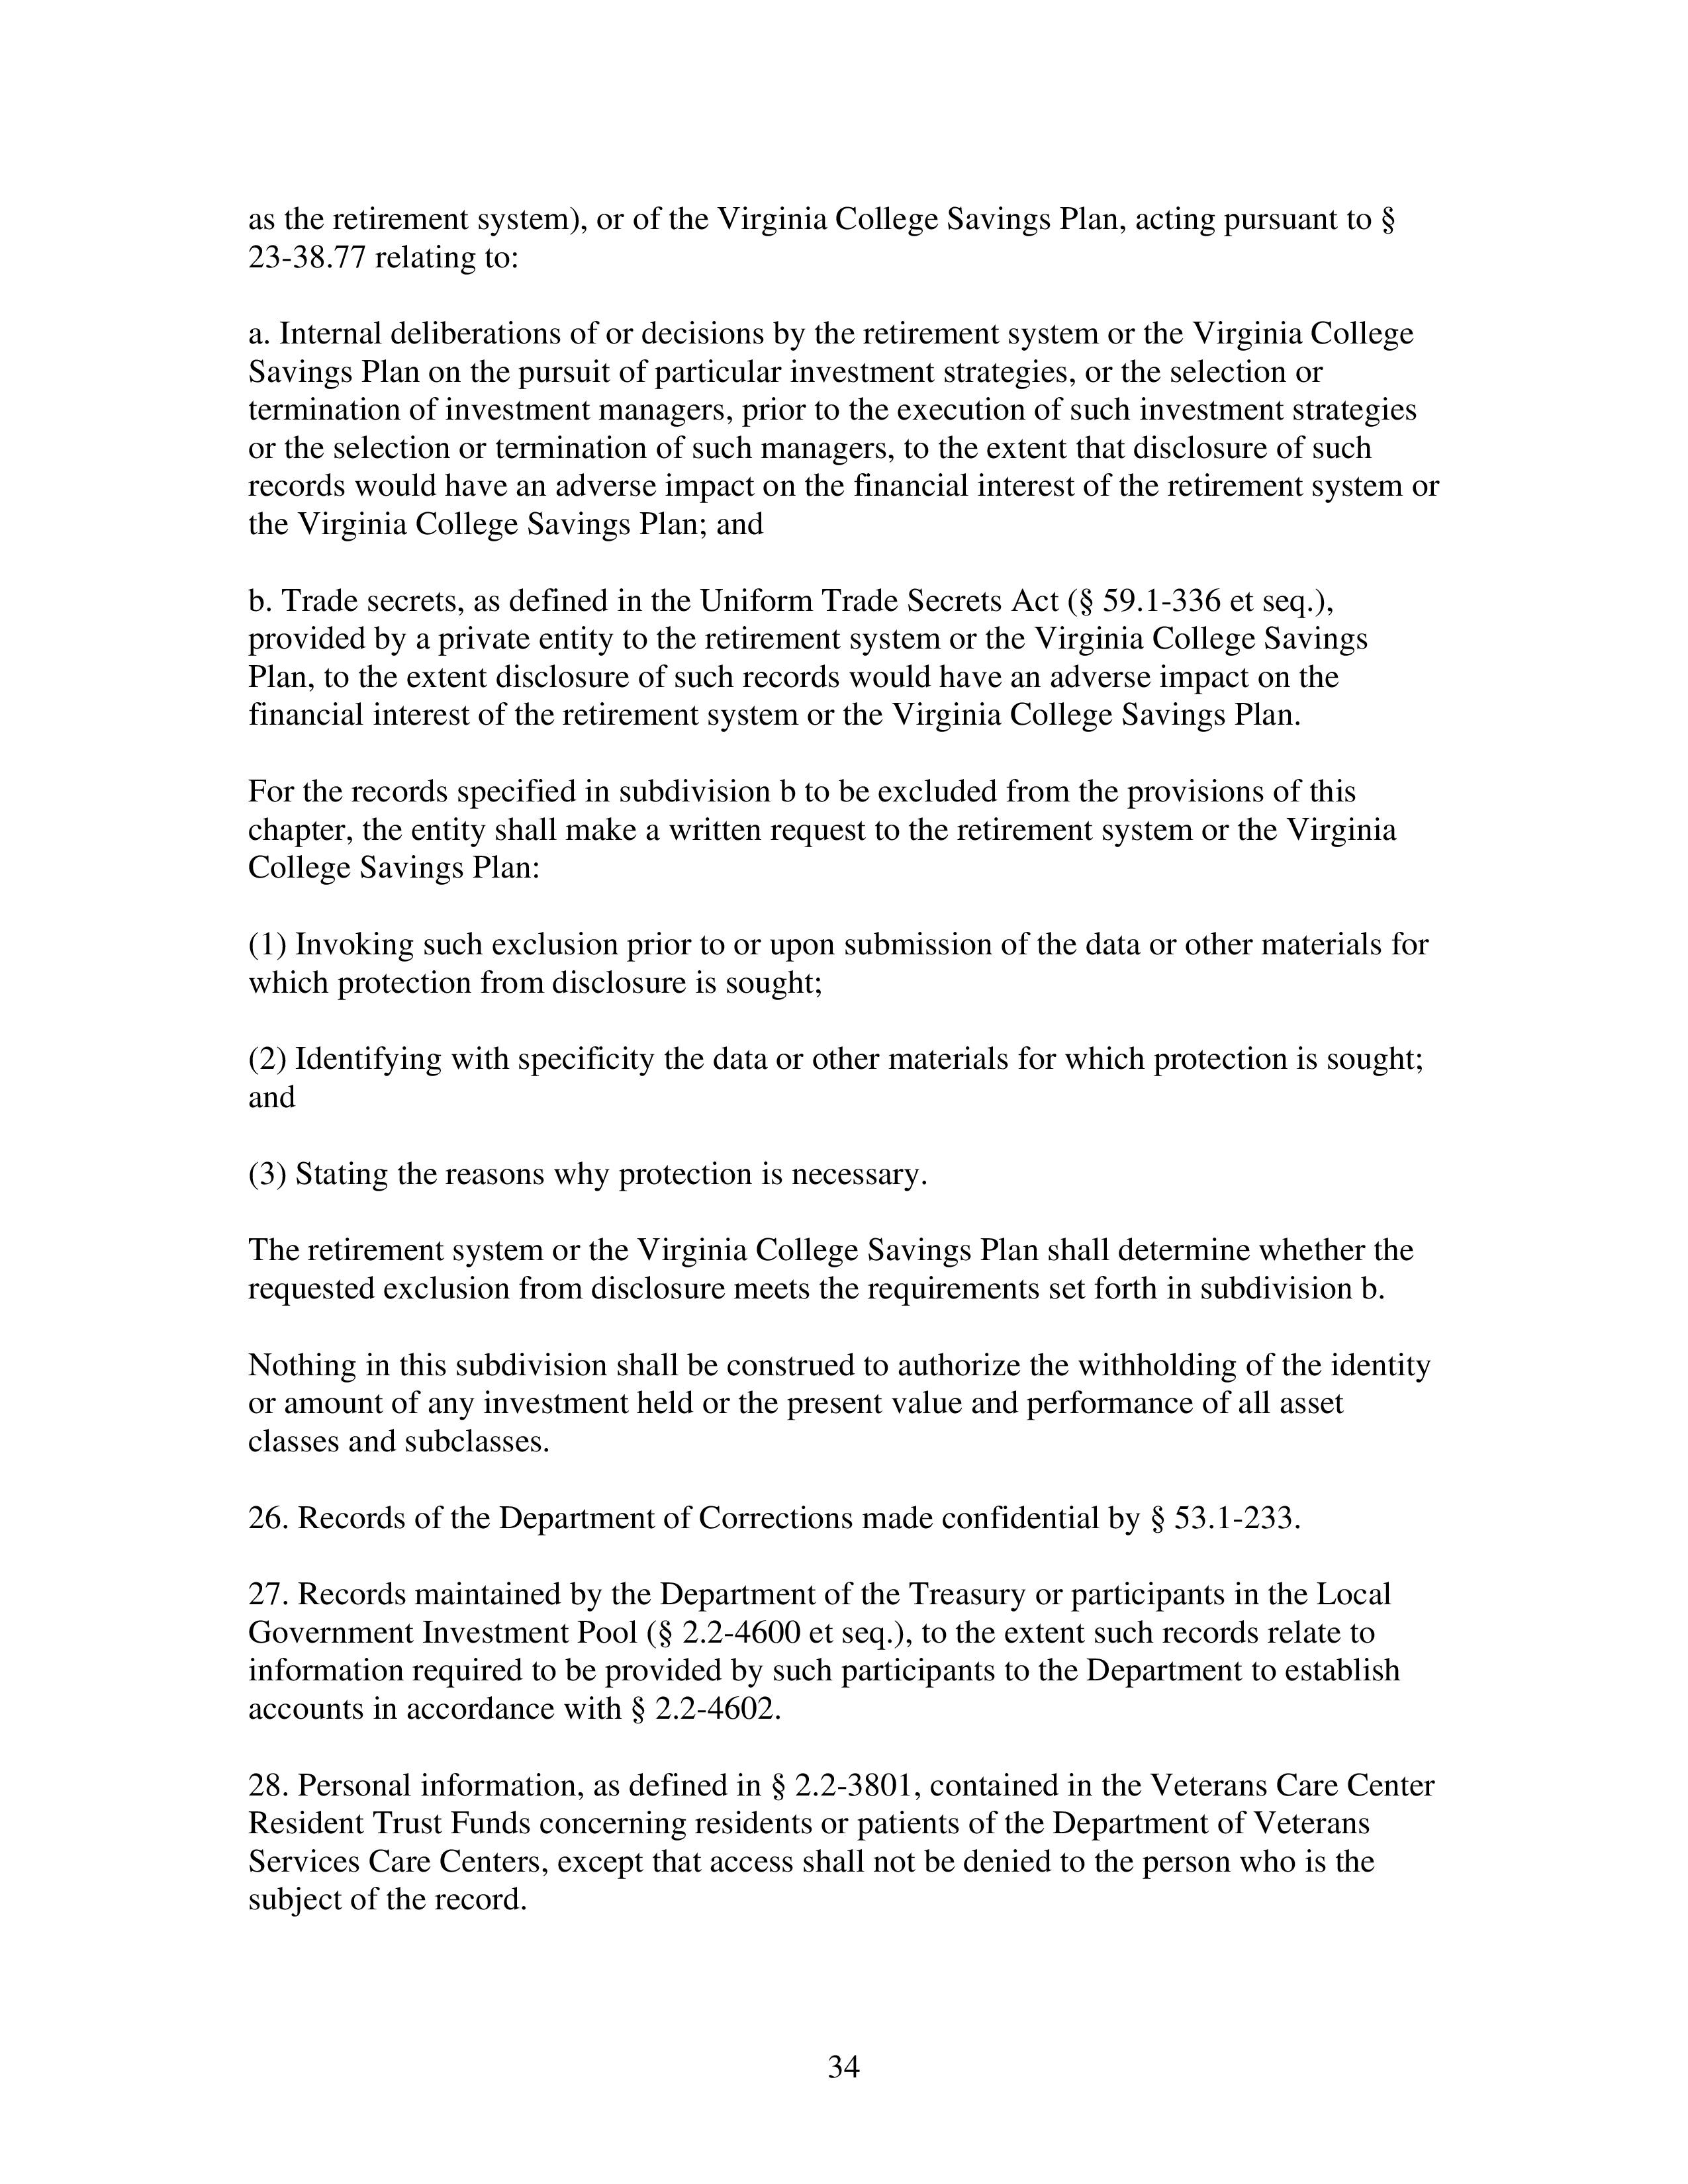 as the retirement system), or of the Virginia College Savings Plan, acting pursuant to §
23-38.77 relating to:
a. Internal deliberations of or decisions by the retirement system or the Virginia College
Savings Plan on the pursuit of particular investment strategies, or the selection or
termination of investment managers, prior to the execution of such investment strategies
or the selection or termination of such managers, to the extent that disclosure of such
records would have an adverse impact on the financial interest of the retirement system or
the Virginia College Savings Plan; and
b. Trade secrets, as defined in the Uniform Trade Secrets Act (§ 59.1-336 et seq.),
provided by a private entity to the retirement system or the Virginia College Savings
Plan, to the extent disclosure of such records would have an adverse impact on the
financial interest of the retirement system or the Virginia College Savings Plan.
For the records specified in subdivision b to be excluded from the provisions of this
chapter, the entity shall make a written request to the retirement system or the Virginia
College Savings Plan:
(1) Invoking such exclusion prior to or upon submission of the data or other materials for
which protection from disclosure is sought;
(2) Identifying with specificity the data or other materials for which protection is sought;
and
(3) Stating the reasons why protection is necessary.
The retirement system or the Virginia College Savings Plan shall determine whether the
requested exclusion from disclosure meets the requirements set forth in subdivision b.
Nothing in this subdivision shall be construed to authorize the withholding of the identity
or amount of any investment held or the present value and performance of all asset
classes and subclasses.
26. Records of the Department of Corrections made confidential by § 53.1-233.
27. Records maintained by the Department of the Treasury or participants in the Local
Government Investment Pool (§ 2.2-4600 et seq.), to the extent such records relate to
information required to be provided by such participants to the Department to establish
accounts in accordance with § 2.2-4602.
28. Personal information, as defined in § 2.2-3801, contained in the Veterans Care Center
Resident Trust Funds concerning residents or patients of the Department of Veterans
Services Care Centers, except that access shall not be denied to the person who is the
subject of the record.
34